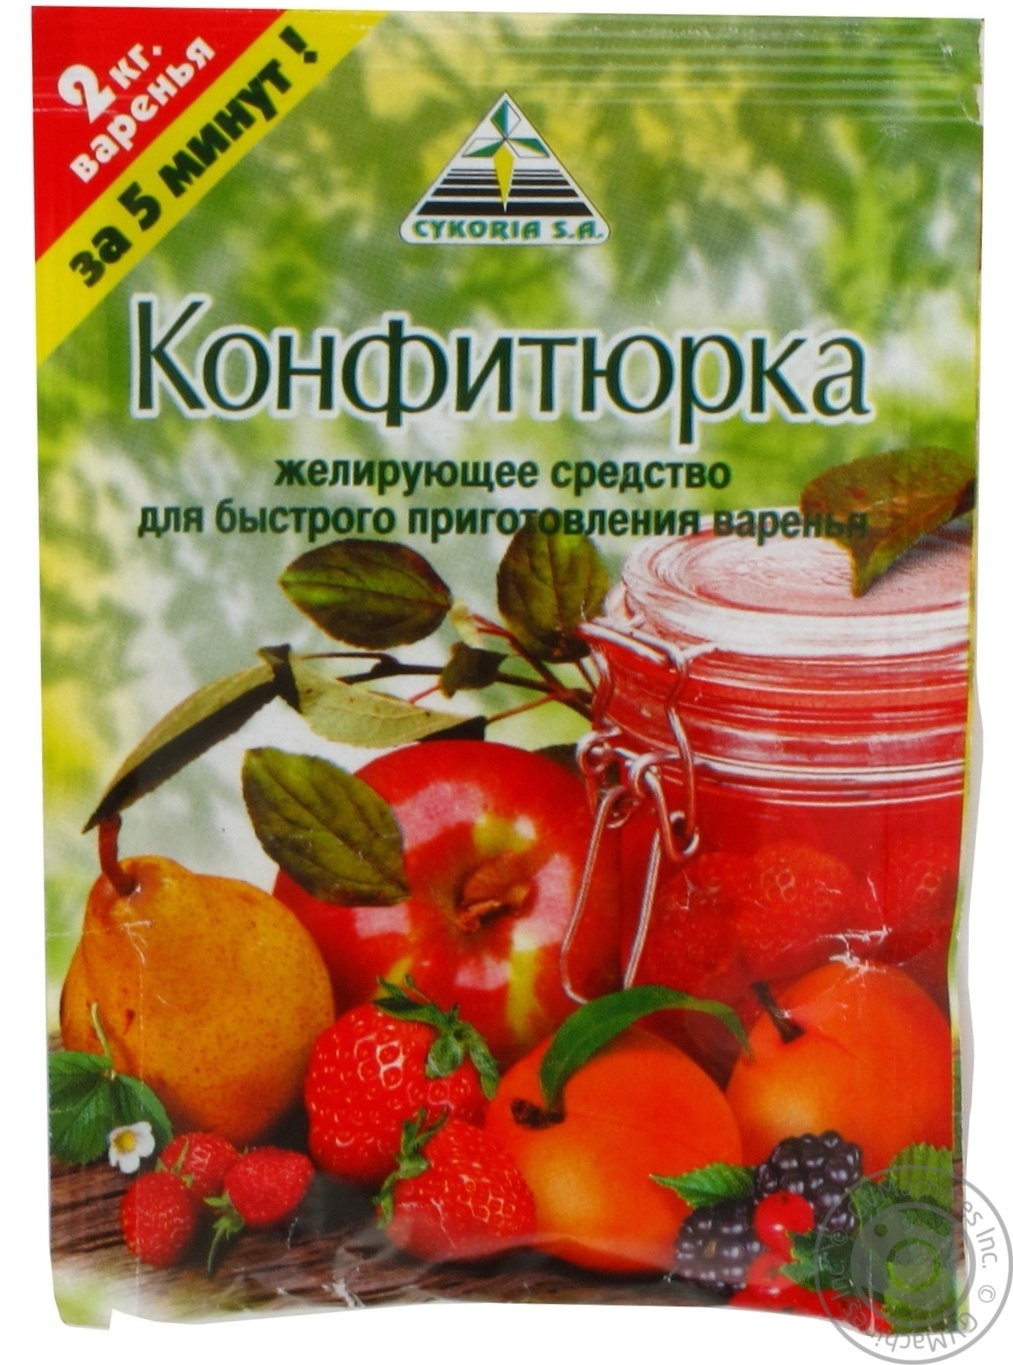 2 кг.
варенья
за 5 минут!
CYKORIA S.A.
Конфитюрка
желирующее средство
для быстрого приготовления варенья